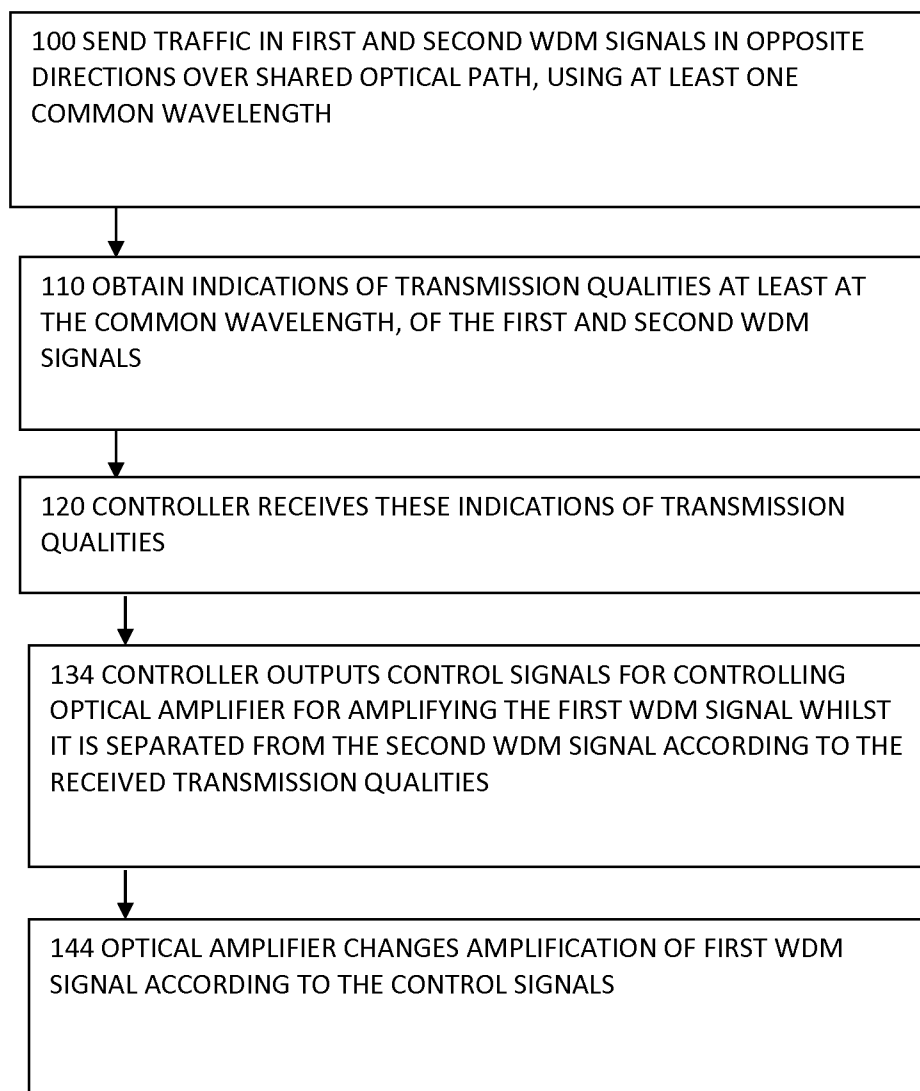 100 SEND TRAFFIC IN FIRST AND SECOND WDM SIGNALS IN OPPOSITE
DIRECTIONS OVER SHARED OPTICAL PATH, USING AT LEAST ONE
COMMON WAVELENGTH
110 OBTAIN INDICATIONS OF TRANSMISSION QUALITIES AT LEAST AT
THE COMMON WAVELENGTH, OF THE FIRST AND SECOND WDM
SIGNALS
120 CONTROLLER RECEIVES THESE INDICATIONS OF TRANSMISSION
QUALITIES
134 CONTROLLER OUTPUTS CONTROL SIGNALS FOR CONTROLLING
OPTICAL AMPLIFIER FOR AMPLIFYING THE FIRST WDM SIGNAL WHILST
IT IS SEPARATED FROM THE SECOND WDM SIGNAL ACCORDING TO THE
RECEIVED TRANSMISSION QUALITIES
144 OPTICAL AMPLIFIER CHANGES AMPLIFICATION OF FIRST WDM
SIGNAL ACCORDING TO THE CONTROL SIGNALS